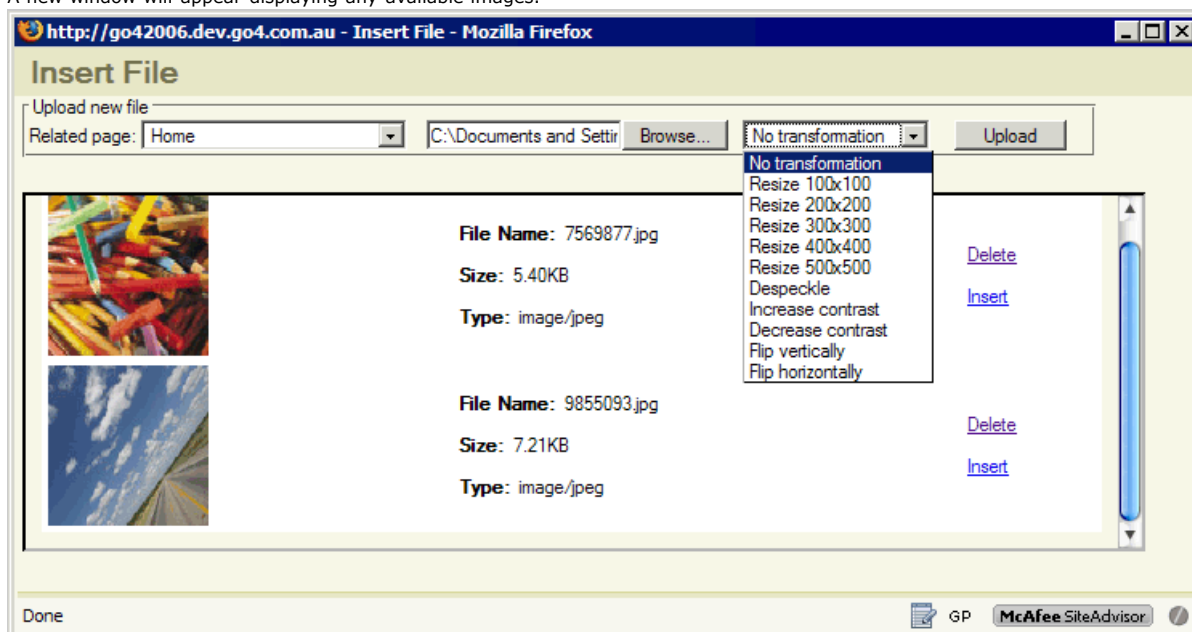 A new window will appear displaying any available images.
http://go42006.dev.go4.com.au - Insert File - Mozilla Firefox
Insert File
Upload new file
Related page: Home C:\Documents and Settin Browse... No transformation Upload
No transformation
Resize 100x100
Resize 200x200
Resize 300x300
Resize 400x400
Resize 500x500
Despeckle
Increase contrast
Decrease contrast
Flip vertically
Flip horizontally
File Name: 7569877.jpg
Size: 5.40KB
Type: image/jpeg
Delete
Insert
File Name: 9855093.jpg
Size: 7.21KB
Type: image/jpeg
Delete
Insert
Done GP McAfee SiteAdvisor